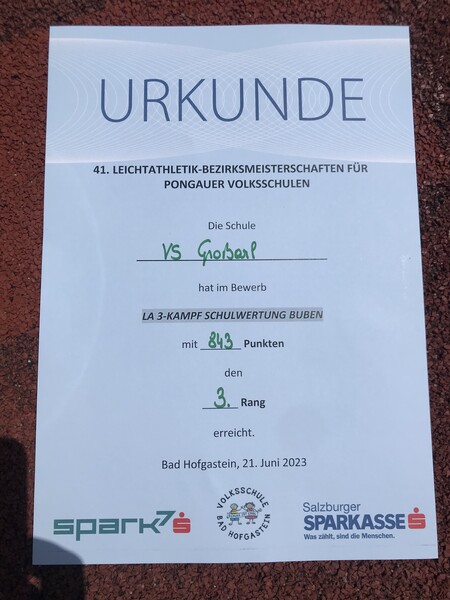 URKUNDE
41. LEICHTATHLETIK-BEZIRKSMEISTERSCHAFTEN FÜR
PONGAUER VOLKSSCHULEN
Die Schule
VS Großarl
hat im Bewerb
LA 3-KAMPF SCHULWERTUNG BUBEN
mit 843 Punkten
den
3. Rang
erreicht.
Bad Hofgastein, 21. Juni 2023
spark7
VOLKSSCHULE
BAD HOFGASTEIN
Salzburger
SPARKASSE
Was zählt, sind die Menschen.